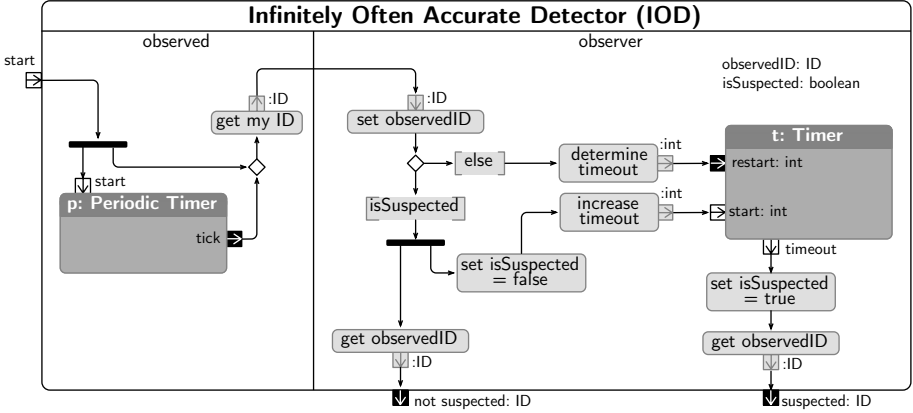 Infinitely Often Accurate Detector (IOD)
observed
observer
start
observedID: ID
isSuspected: boolean
:ID
get my ID
:ID
set observedID
start
p: Periodic Timer
tick
else
determine
timeout
:int
t: Timer
restart: int
isSuspected
increase
timeout
:int
start: int
set isSuspected
= false
timeout
set isSuspected
= true
get observedID
:ID
not suspected: ID
get observedID
:ID
suspected: ID